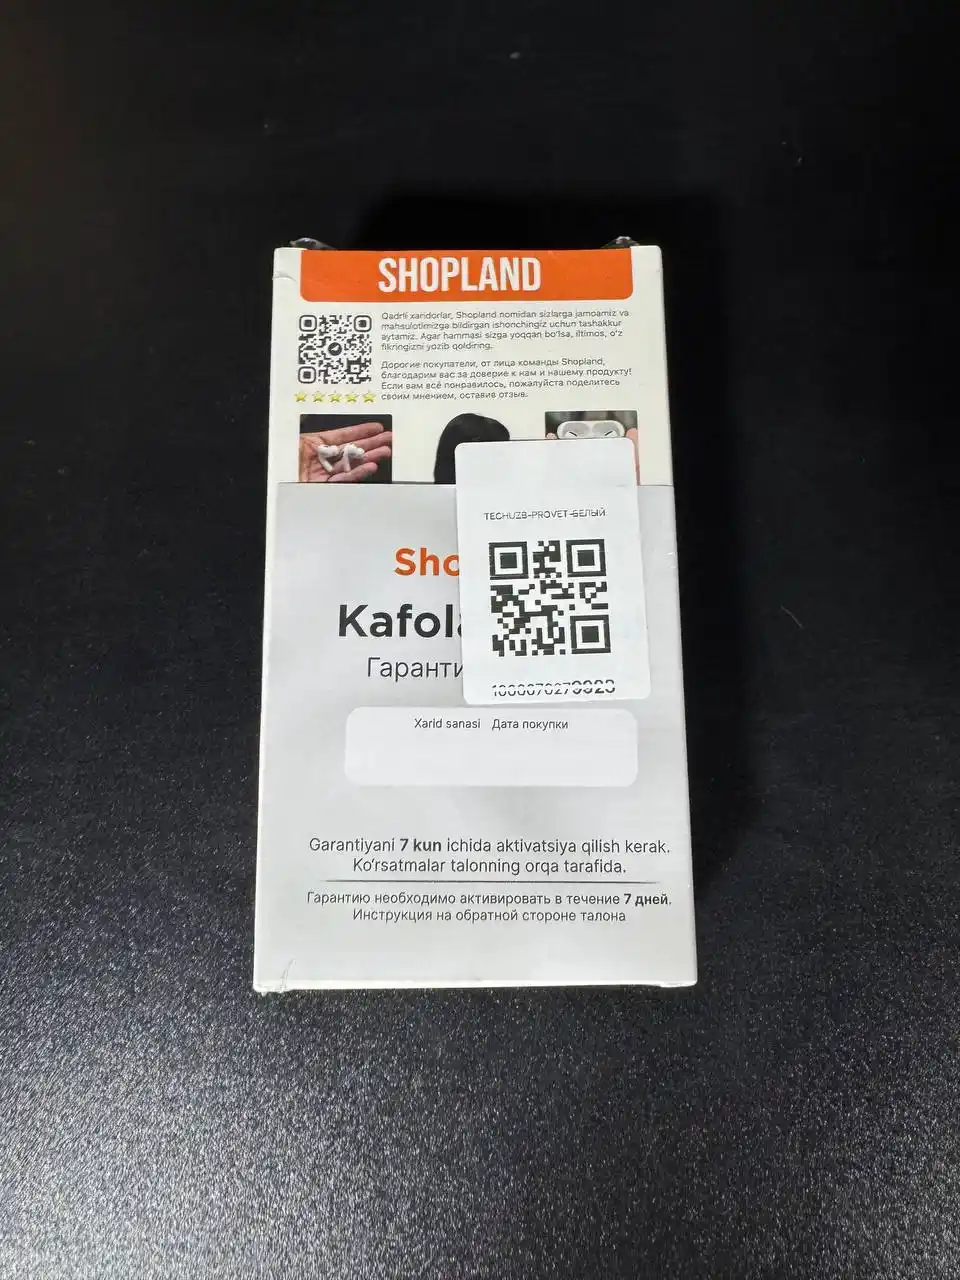 SHOPLAND
Qadrli xaridorlar, Shopland nomidan sizlarga jamoamiz va
mahsulotimizga bildirgan ishonchingiz uchun tashakkur
aytamiz. Agar hammasi sizga yoqqan bo'lsa, iltimos, o'z
fikringizni yozib qoldiring.
Дорогие покупатели, от лица команды Shopland,
благодарим вас за доверие к нам и нашему продукту!
Если вам всё понравилось, пожалуйста поделитесь
своим мнением, оставив отзыв.
TECHUZB-PROVET-БЕЛЫЙ
Sho
Kafola
Гаранти
1000070279923
Xarid sanasi Дата покупки
Garantiyani 7 kun ichida aktivatsiya qilish kerak.
Ko'rsatmalar talonning orqa tarafida.
Гарантию необходимо активировать в течение 7 дней.
Инструкция на обратной стороне талона